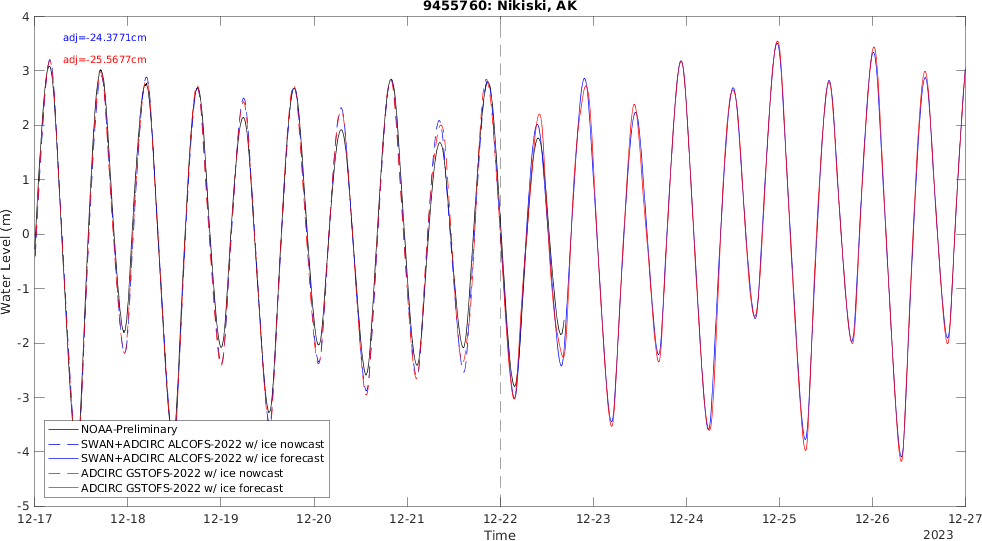 9455760: Nikiski, AK
adj=-24.3771cm
adj=-25.5677cm
4
3
2
1
0
-1
-2
-3
-4
-5
Water Level (m)
NOAA-Preliminary
SWAN+ADCIRC ALCOFS-2022 w/ ice nowcast
SWAN+ADCIRC ALCOFS-2022 w/ ice forecast
ADCIRC GSTOFS-2022 w/ ice nowcast
ADCIRC GSTOFS-2022 w/ ice forecast
12-17 12-18 12-19 12-20 12-21 12-22 12-23 12-24 12-25 12-26 12-27
Time
2023